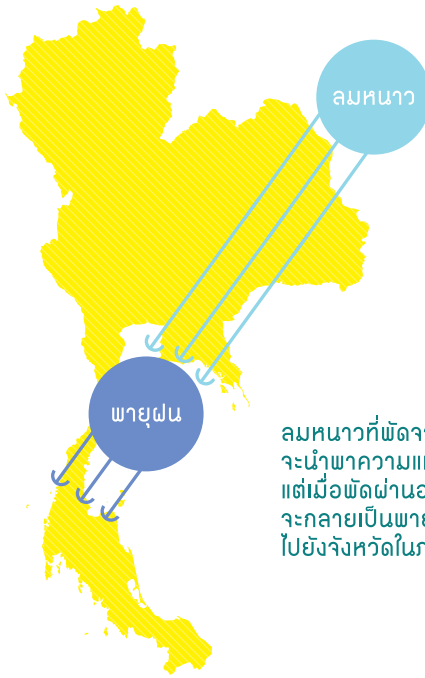 ลมหนาว
พายุฝน
ลมหนาวที่พัดจ
จะนำพาความแ
แต่เมื่อพัดผ่าน
จะกลายเป็นพาย
ไปยังจังหวัดใน